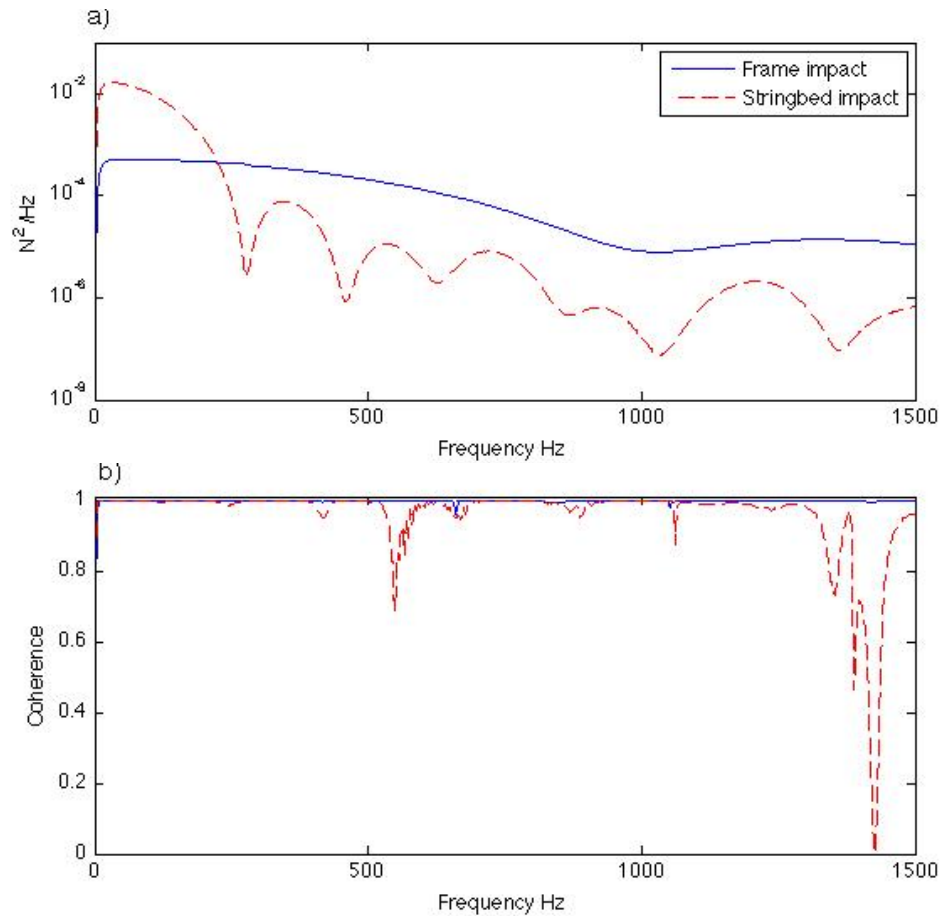 a)
10^-2
10^-4
10^-6
10^-9
N^2/Hz
Frame impact
Stringbed impact
0 500 1000 1500
Frequency Hz
b)
1
0.8
0.6
0.4
0.2
0
Coherence
0 500 1000 1500
Frequency Hz